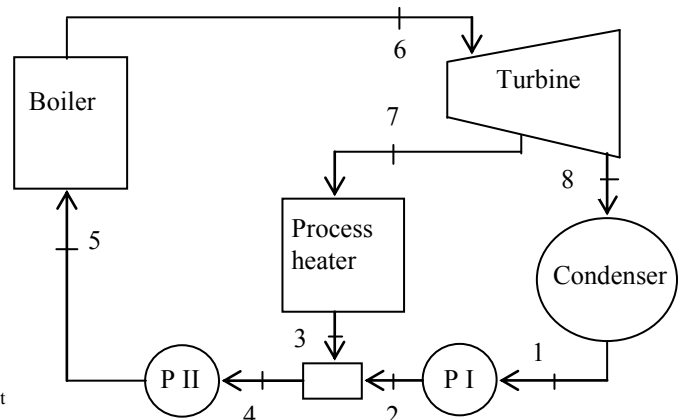 6
Turbine
Boiler
7
8
Process
heater
5
Condenser
3
1
P II
P I
t
4
2